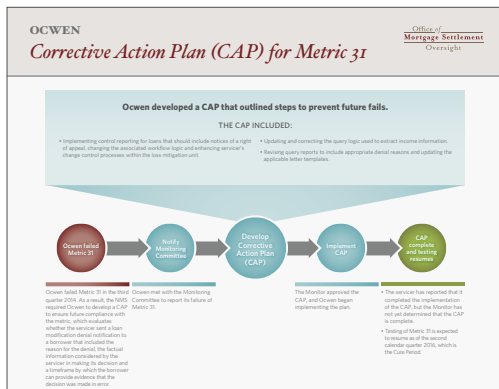 OCWEN
Corrective Action Plan (CAP) for Metric 31
Office of
Mortgage Settlement
Oversight
Ocwen developed a CAP that outlined steps to prevent future fails.
THE CAP INCLUDED:
• Implementing control reporting for loans that should include notices of a right
of appeal, changing the associated workflow logic and enhancing servicer's
change control processes within the loss mitigation unit.
• Updating and correcting the query logic used to extract income information.
• Revising query reports to include appropriate denial reasons and updating the
applicable letter templates.
Ocwen failed
Metric 31
Notify
Monitoring
Committee
Develop
Corrective
Action Plan
(CAP)
Implement
CAP
CAP
complete
and testing
resumes
Ocwen failed Metric 31 in the third
quarter 2014. As a result, the NMS
required Ocwen to develop a CAP
to ensure future compliance with
the metric, which evaluates
whether the servicer sent a loan
modification denial notification to
a borrower that included the
reason for the denial, the factual
information considered by the
servicer in making its decision and
a timeframe by which the borrower
can provide evidence that the
decision was made in error.
Ocwen met with the Monitoring
Committee to report its failure of
Metric 31.
The Monitor approved the
CAP, and Ocwen began
implementing the plan.
• The servicer has reported that it
completed the implementation
of the CAP, but the Monitor has
not yet determined that the CAP
is complete.
• Testing of Metric 31 is expected
to resume as of the second
calendar quarter 2016, which is
the Cure Period.